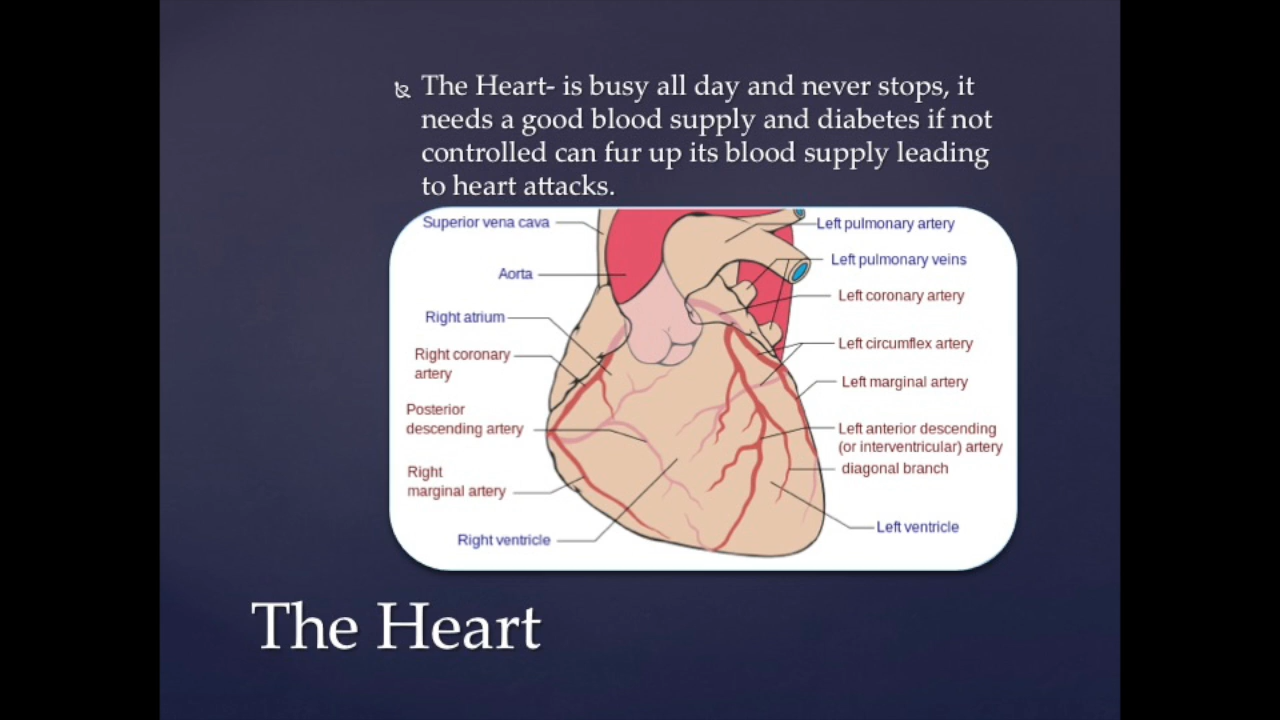 The Heart- is busy all day and never stops, it
needs a good blood supply and diabetes if not
controlled can fur up its blood supply leading
to heart attacks.
Superior vena cava
Aorta
Right atrium
Right coronary
artery
Posterior
descending artery
Right
marginal artery
Right ventricle
Left pulmonary artery
Left pulmonary veins
Left coronary artery
Left circumflex artery
Left marginal artery
Left anterior descending
(or interventricular) artery
diagonal branch
Left ventricle
The Heart